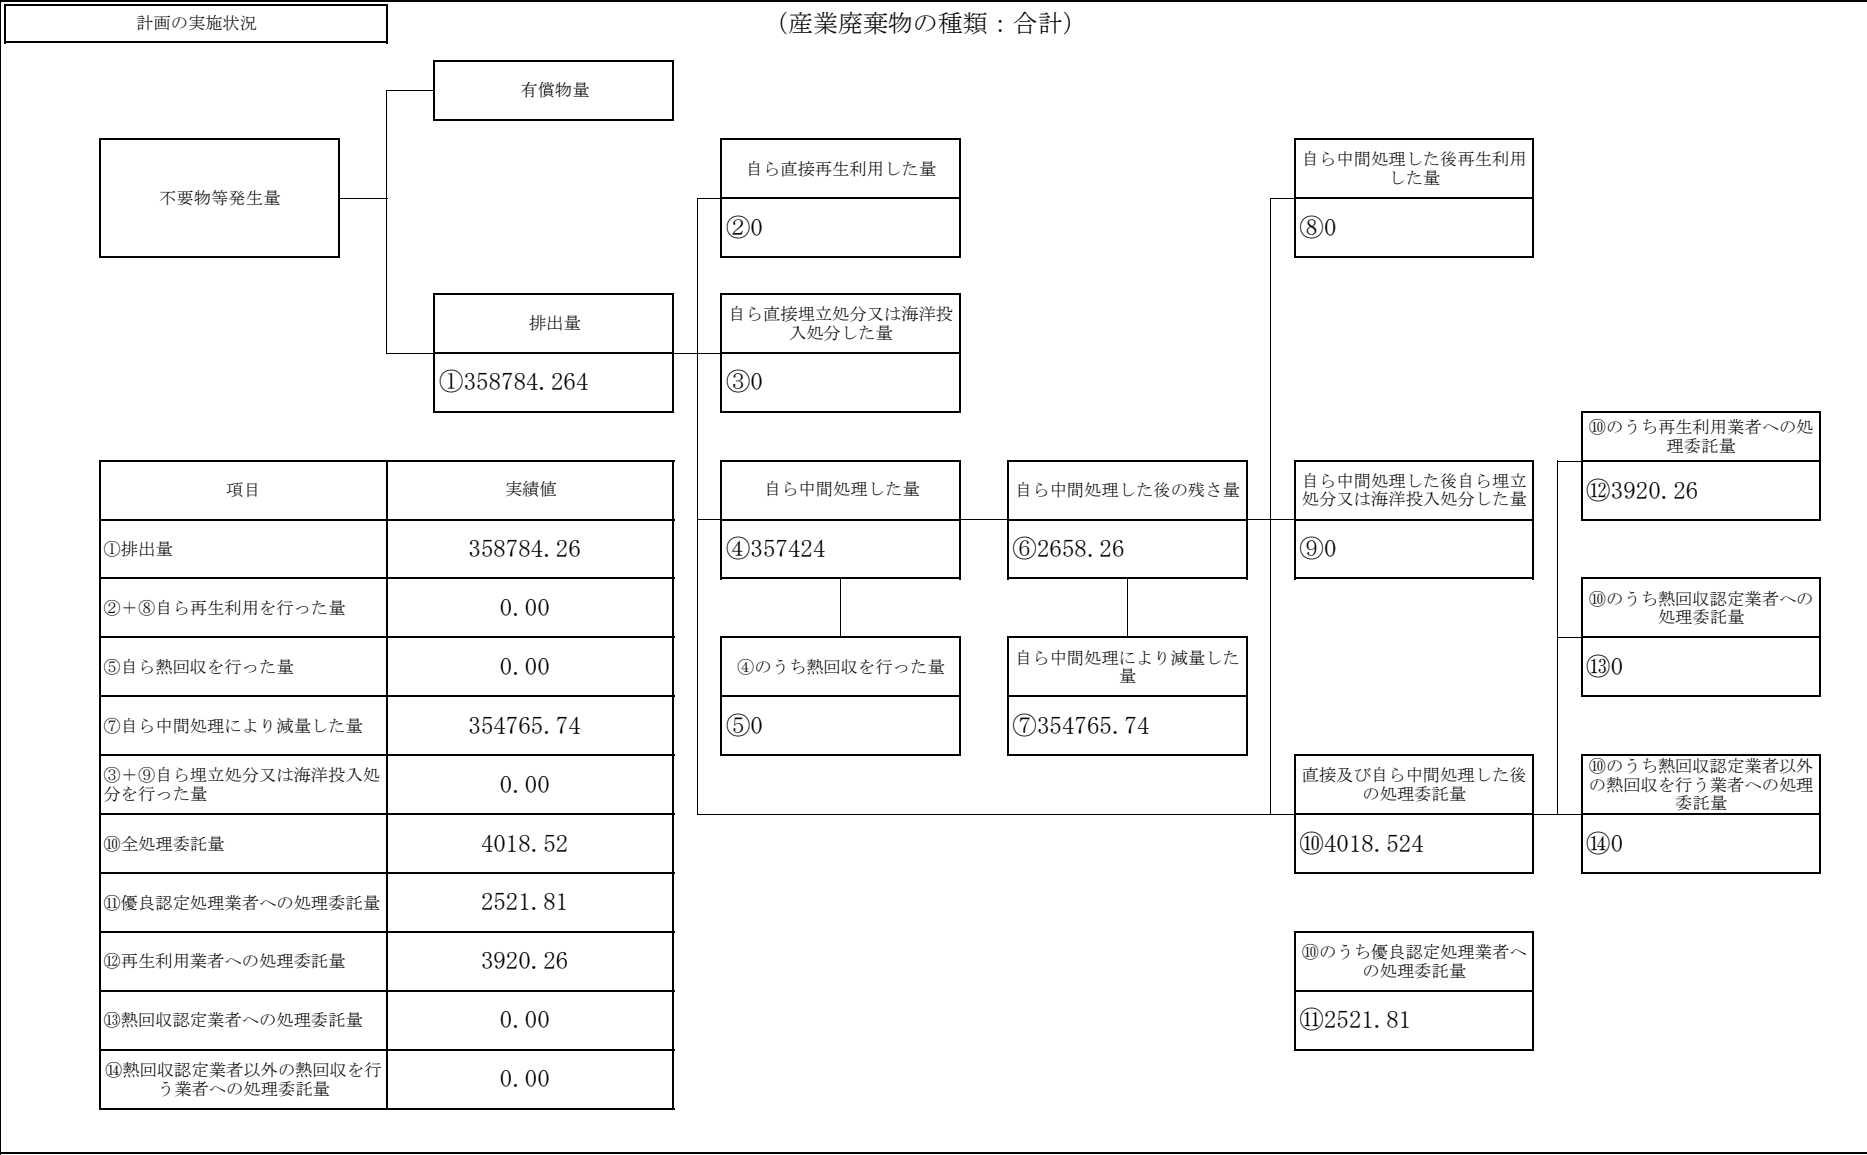 計画の実施状況
（産業廃棄物の種類：合計）
有償物量
不要物等発生量
自ら直接再生利用した量
②0
自ら中間処理した後再生利用
した量
⑧0
排出量
①358784.264
自ら直接埋立処分又は海洋投
入処分した量
③0
⑩のうち再生利用業者への処
理委託量
⑫3920.26
自ら中間処理した量
④357424
自ら中間処理した後の残さ量
⑥2658.26
自ら中間処理した後自ら埋立
処分又は海洋投入処分した量
⑨0
⑩のうち熱回収認定業者への
処理委託量
⑬0
④のうち熱回収を行った量
⑤0
自ら中間処理により減量した
量
⑦354765.74
直接及び自ら中間処理した後
の処理委託量
⑩4018.524
⑩のうち熱回収認定業者以外
の熱回収を行う業者への処理
委託量
⑭0
⑩のうち優良認定処理業者へ
の処理委託量
⑪2521.81
項目 実績値
①排出量 358784.26
②＋⑧自ら再生利用を行った量 0.00
⑤自ら熱回収を行った量 0.00
⑦自ら中間処理により減量した量 354765.74
③＋⑨自ら埋立処分又は海洋投入処
分を行った量 0.00
⑩全処理委託量 4018.52
⑪優良認定処理業者への処理委託量 2521.81
⑫再生利用業者への処理委託量 3920.26
⑬熱回収認定業者への処理委託量 0.00
⑭熱回収認定業者以外の熱回収を行
う業者への処理委託量 0.00